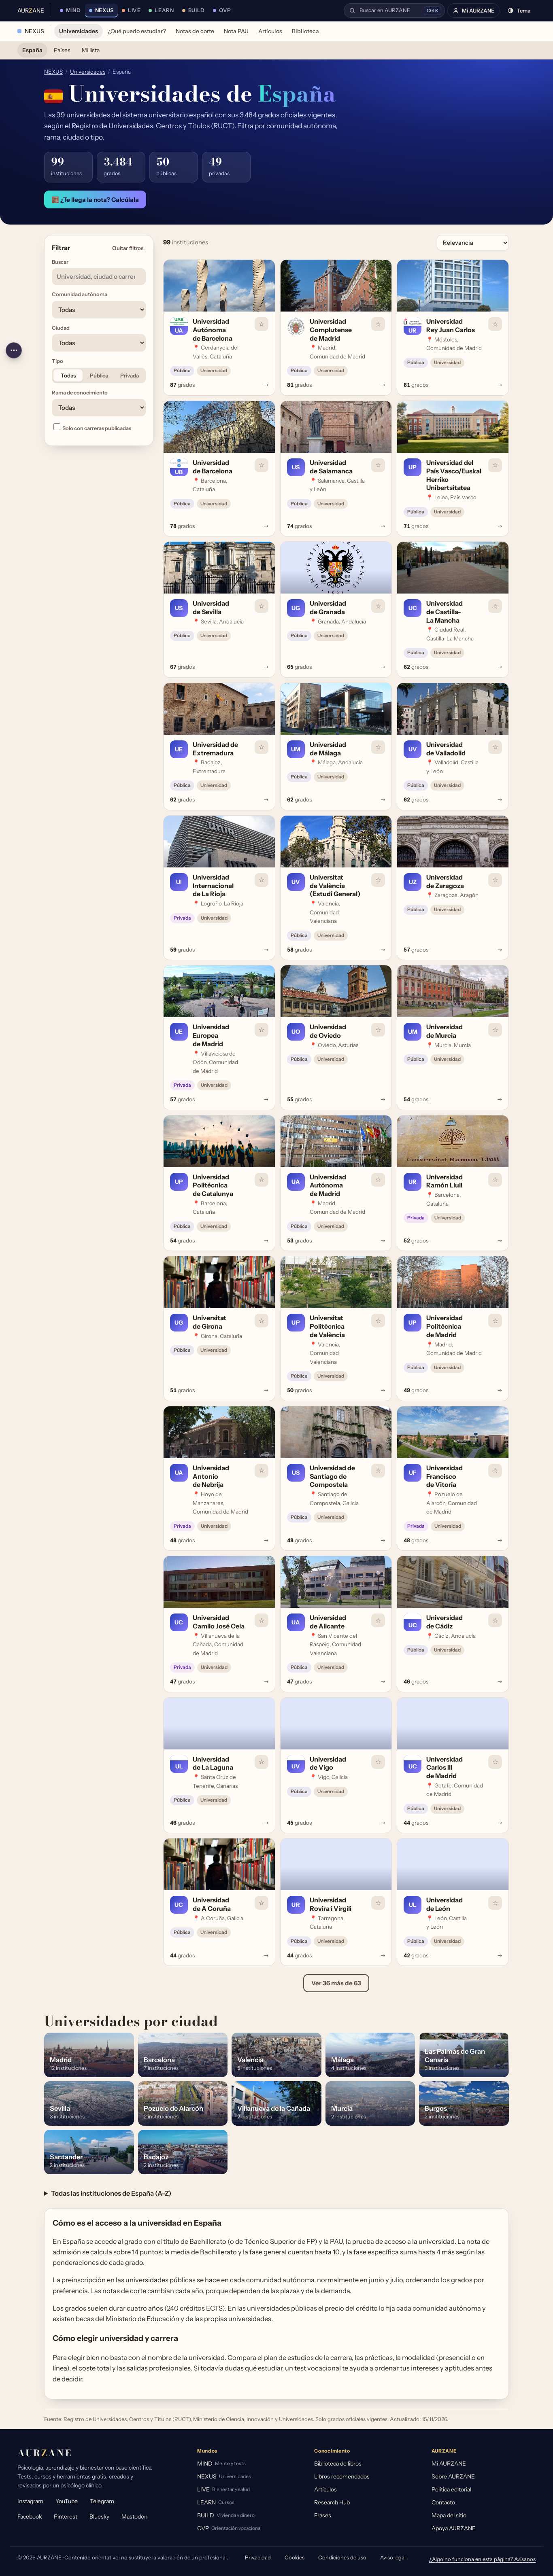 AURZANE
MIND NEXUS LIVE LEARN BUILD OVP
Buscar en AURZANE Ctrl K
Mi AURZANE
Tema
NEXUS Universidades ¿Qué puedo estudiar? Notas de corte Nota PAU Artículos Biblioteca
España Países Mi lista
NEXUS / Universidades / España
Universidades de España
Las 99 universidades del sistema universitario español con sus 3.484 grados oficiales vigentes,
según el Registro de Universidades, Centros y Títulos (RUCT). Filtra por comunidad autónoma,
rama, ciudad o tipo.
99 instituciones
3.484 grados
50 públicas
49 privadas
¿Te llega la nota? Calcúlala
Filtrar Quitar filtros
Buscar
Universidad, ciudad o carrer
Comunidad autónoma
Todas
Ciudad
Todas
Tipo
Todas Pública Privada
Rama de conocimiento
Todas
Solo con carreras publicadas
99 instituciones
Relevancia
UAB
UA
Universidad Autónoma de Barcelona
Cerdanyola del Vallès, Cataluña
Pública Universidad
87 grados →
Universidad Complutense de Madrid
Madrid, Comunidad de Madrid
Pública Universidad
81 grados →
UR
Universidad Rey Juan Carlos
Móstoles, Comunidad de Madrid
Pública Universidad
81 grados →
UB
Universidad de Barcelona
Barcelona, Cataluña
Pública Universidad
78 grados →
US
Universidad de Salamanca
Salamanca, Castilla y León
Pública Universidad
74 grados →
UP
Universidad del País Vasco/Euskal Herriko Unibertsitatea
Leioa, País Vasco
Pública Universidad
71 grados →
US
Universidad de Sevilla
Sevilla, Andalucía
Pública Universidad
67 grados →
UG
Universidad de Granada
Granada, Andalucía
Pública Universidad
65 grados →
UC
Universidad de Castilla-La Mancha
Ciudad Real, Castilla-La Mancha
Pública Universidad
62 grados →
UE
Universidad de Extremadura
Badajoz, Extremadura
Pública Universidad
62 grados →
UM
Universidad de Málaga
Málaga, Andalucía
Pública Universidad
62 grados →
UV
Universidad de Valladolid
Valladolid, Castilla y León
Pública Universidad
62 grados →
UNIR
UI
Universidad Internacional de La Rioja
Logroño, La Rioja
Privada Universidad
59 grados →
UV
Universitat de València (Estudi General)
Valencia, Comunidad Valenciana
Pública Universidad
58 grados →
UZ
Universidad de Zaragoza
Zaragoza, Aragón
Pública Universidad
57 grados →
UE
Universidad Europea de Madrid
Villaviciosa de Odón, Comunidad de Madrid
Privada Universidad
57 grados →
UO
Universidad de Oviedo
Oviedo, Asturias
Pública Universidad
55 grados →
UM
Universidad de Murcia
Murcia, Murcia
Pública Universidad
54 grados →
UP
Universidad Politécnica de Catalunya
Barcelona, Cataluña
Pública Universidad
54 grados →
UA
Universidad Autónoma de Madrid
Madrid, Comunidad de Madrid
Pública Universidad
53 grados →
Universitat Ramon Llull
UR
Universidad Ramón Llull
Barcelona, Cataluña
Privada Universidad
52 grados →
UG
Universitat de Girona
Girona, Cataluña
Pública Universidad
51 grados →
UP
Universitat Politècnica de València
Valencia, Comunidad Valenciana
Pública Universidad
50 grados →
UP
Universidad Politécnica de Madrid
Madrid, Comunidad de Madrid
Pública Universidad
49 grados →
UA
Universidad Antonio de Nebrija
Hoyo de Manzanares, Comunidad de Madrid
Privada Universidad
48 grados →
US
Universidad de Santiago de Compostela
Santiago de Compostela, Galicia
Pública Universidad
48 grados →
UF
Universidad Francisco de Vitoria
Pozuelo de Alarcón, Comunidad de Madrid
Privada Universidad
48 grados →
UC
Universidad Camilo José Cela
Villanueva de la Cañada, Comunidad de Madrid
Privada Universidad
47 grados →
UA
Universidad de Alicante
San Vicente del Raspeig, Comunidad Valenciana
Pública Universidad
47 grados →
UC
Universidad de Cádiz
Cádiz, Andalucía
Pública Universidad
46 grados →
UL
Universidad de La Laguna
Santa Cruz de Tenerife, Canarias
Pública Universidad
46 grados →
UV
Universidad de Vigo
Vigo, Galicia
Pública Universidad
45 grados →
UC
Universidad Carlos III de Madrid
Getafe, Comunidad de Madrid
Pública Universidad
44 grados →
UC
Universidad de A Coruña
A Coruña, Galicia
Pública Universidad
44 grados →
UR
Universidad Rovira i Virgili
Tarragona, Cataluña
Pública Universidad
44 grados →
UL
Universidad de León
León, Castilla y León
Pública Universidad
42 grados →
Ver 36 más de 63
Universidades por ciudad
Madrid
12 instituciones
Barcelona
7 instituciones
Valencia
5 instituciones
Málaga
4 instituciones
Las Palmas de Gran Canaria
3 instituciones
Sevilla
3 instituciones
Pozuelo de Alarcón
2 instituciones
Villanueva de la Cañada
2 instituciones
Murcia
2 instituciones
Burgos
2 instituciones
Santander
2 instituciones
Badajoz
2 instituciones
Todas las instituciones de España (A-Z)
Cómo es el acceso a la universidad en España
En España se accede al grado con el título de Bachillerato (o de Técnico Superior de FP) y la PAU, la prueba de acceso a la universidad. La nota de
admisión se calcula sobre 14 puntos: la media de Bachillerato y la fase general cuentan hasta 10, y la fase específica suma hasta 4 más según las
ponderaciones de cada grado.
La preinscripción en las universidades públicas se hace en cada comunidad autónoma, normalmente en junio y julio, ordenando los grados por
preferencia. Las notas de corte cambian cada año, porque dependen de las plazas y de la demanda.
Los grados suelen durar cuatro años (240 créditos ECTS). En las universidades públicas el precio del crédito lo fija cada comunidad autónoma y
existen becas del Ministerio de Educación y de las propias universidades.
Cómo elegir universidad y carrera
Para elegir bien no basta con el nombre de la universidad. Compara el plan de estudios de la carrera, las prácticas, la modalidad (presencial o en
línea), el coste total y las salidas profesionales. Si todavía dudas qué estudiar, un test vocacional te ayuda a ordenar tus intereses y aptitudes antes
de decidir.
Fuente: Registro de Universidades, Centros y Títulos (RUCT), Ministerio de Ciencia, Innovación y Universidades. Solo grados oficiales vigentes. Actualizado: 15/11/2026.
AURZANE
Psicología, aprendizaje y bienestar con base científica.
Tests, cursos y herramientas gratis, creados y
revisados por un psicólogo clínico.
Instagram YouTube Telegram
Facebook Pinterest Bluesky Mastodon
Mundos
MIND Mente y tests
NEXUS Universidades
LIVE Bienestar y salud
LEARN Cursos
BUILD Vivienda y dinero
OVP Orientación vocacional
Conocimiento
Biblioteca de libros
Libros recomendados
Artículos
Research Hub
Frases
AURZANE
Mi AURZANE
Sobre AURZANE
Política editorial
Contacto
Mapa del sitio
Apoya AURZANE
© 2026 AURZANE · Contenido orientativo: no sustituye la valoración de un profesional.
Privacidad Cookies Condiciones de uso Aviso legal
¿Algo no funciona en esta página? Avísanos